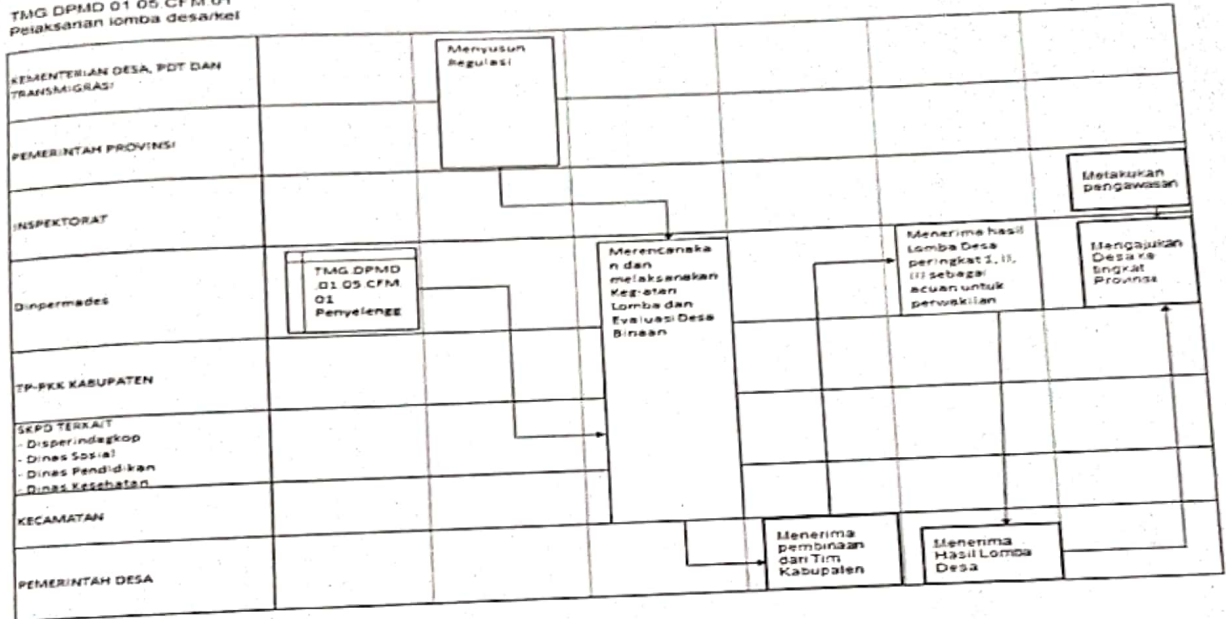 TMG.DPMD 01 05.CFM 01
Pelaksanan lomba desa/kel
KEMENTERIAN DESA, PDT DAN
TRANSMIGRASI
Menyusun
Regulasi
PEMERINTAH PROVINSI
INSPEKTORAT
Melakukan
pengawasan
Dinpermades
TMG.DPMD
.01 05.CFM.
01
Penyelengg
Merencanaka
n dan
melaksanakan
Kegiatan
Lomba dan
Evaluasi Desa
Binaan
Menerima hasil
Lomba Desa
peringkat I, II,
III sebagai
acuan untuk
perwakilan
Mengajukan
Desa ke
tingkat
Provinsi
TP-PKK KABUPATEN
SKPD TERKAIT
- Disperindagkop
- Dinas Sosial
- Dinas Pendidikan
- Dinas Kesehatan
KECAMATAN
PEMERINTAH DESA
Menerima
pembinaan
dari Tim
Kabupaten
Menerima
Hasil Lomba
Desa